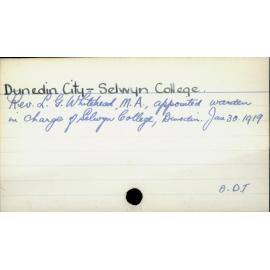 Dunedin City = Selwyn College.
Rev. L. G. Whitehead, M.A., appointed warden
in charge of Selwyn College, Dunedin. Jan 30. 1919
O.DT